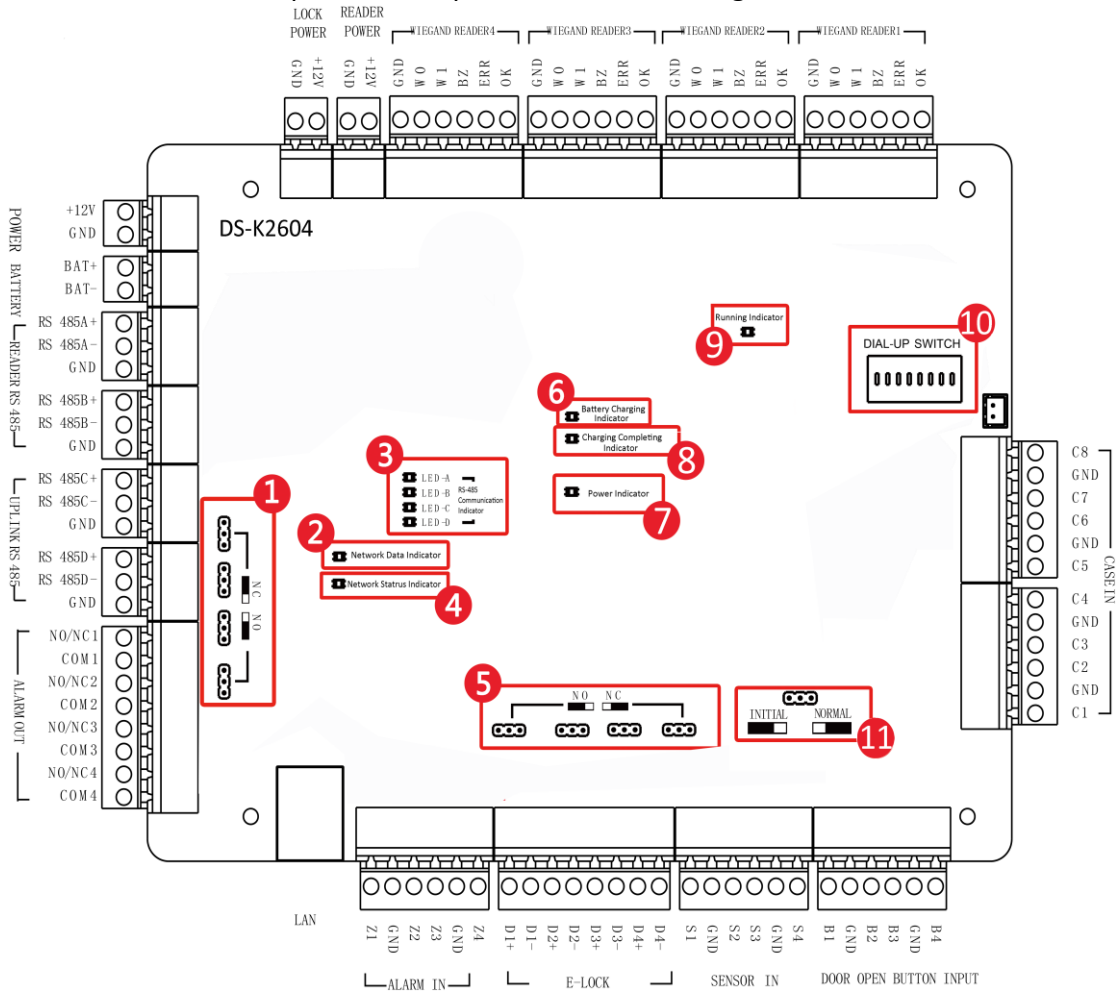 LOCK POWER
READER POWER
WIEGAND READER4
WIEGAND READER3
WIEGAND READER2
WIEGAND READER1
GND +12V
GND +12V
GND W0 W1 BZ ERR OK
GND W0 W1 BZ ERR OK
GND W0 W1 BZ ERR OK
GND W0 W1 BZ ERR OK
DS-K2604
POWER
+12V
GND
BATTERY
BAT+
BAT-
READER RS 485
RS 485A+
RS 485A-
GND
RS 485B+
RS 485B-
GND
UPLINK RS 485
RS 485C+
RS 485C-
GND
RS 485D+
RS 485D-
GND
ALARM OUT
NO/NC1
COM1
NO/NC2
COM2
NO/NC3
COM3
NO/NC4
COM4
1
NC
NO
2
Network Data Indicator
3
LED-A
LED-B
LED-C
LED-D
RS-485
Communication
Indicator
4
Network Statrus Indicator
5
NO NC
6
Battery Charging
Indicator
Charging Completing
Indicator
8
Power Indicator
7
Running Indicator
9
10
DIAL-UP SWITCH
INITIAL NORMAL
11
C8
GND
C7
C6
GND
C5
C4
GND
C3
C2
GND
C1
CASE IN
LAN
Z1 GND Z2 Z3 GND Z4
ALARM IN
D1+ D1- D2+ D2- D3+ D3- D4+ D4-
E-LOCK
S1 GND S2 S3 GND S4
SENSOR IN
B1 GND B2 B3 GND B4
DOOR OPEN BUTTON INPUT